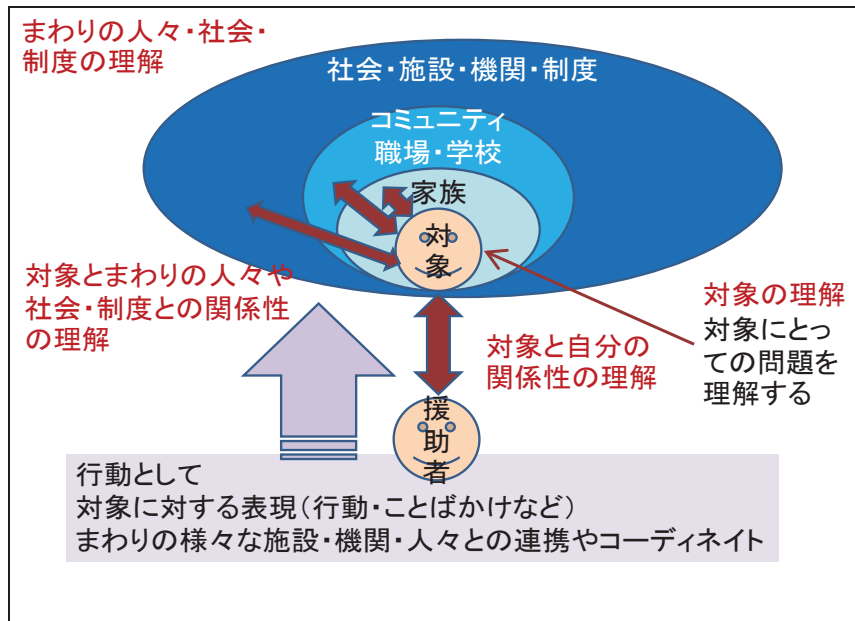 まわりの人々・社会・
制度の理解
社会・施設・機関・制度
コミュニティ
職場・学校
家族
対
象
対象とまわりの人々や
社会・制度との関係性
の理解
対象の理解
対象にとっ
ての問題を
理解する
対象と自分の
関係性の理解
援
助
者
行動として
対象に対する表現(行動・ことばかけなど)
まわりの様々な施設・機関・人々との連携やコーディネイト